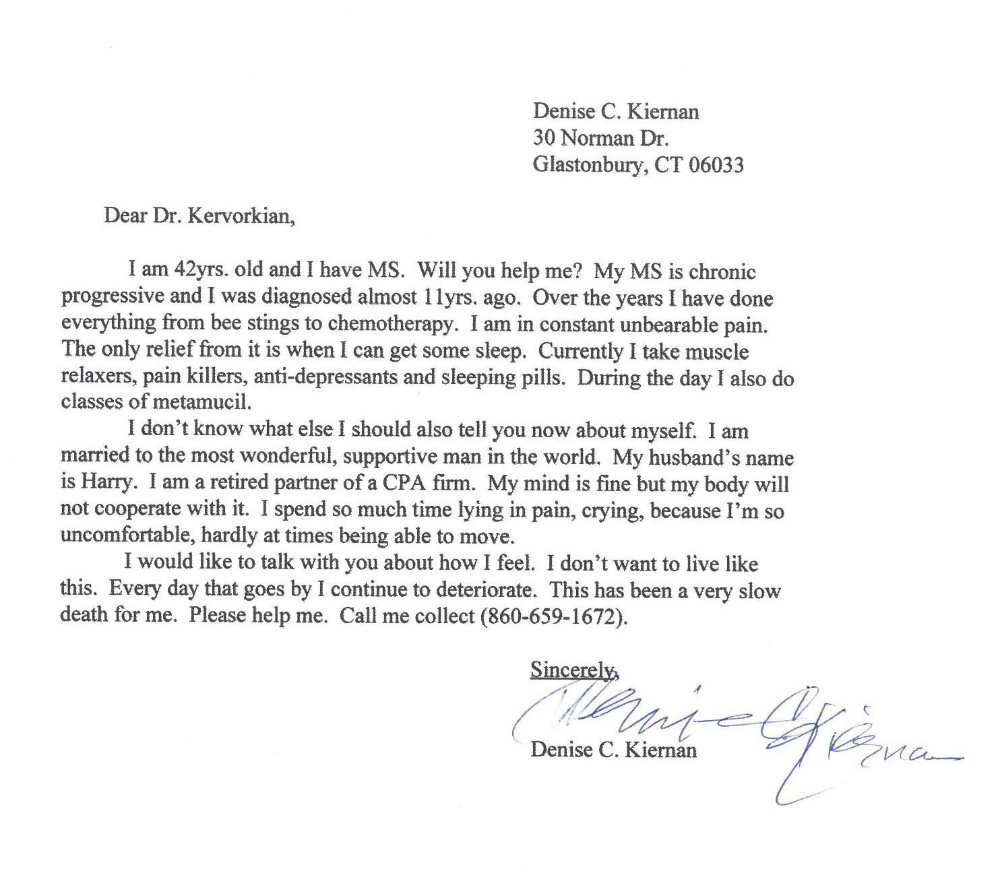 Denise C. Kiernan
30 Norman Dr.
Glastonbury, CT 06033
Dear Dr. Kervorkian,
I am 42yrs. old and I have MS.  Will you help me?  My MS is chronic
progressive and I was diagnosed almost 11yrs. ago.  Over the years I have done
everything from bee stings to chemotherapy.  I am in constant unbearable pain.
The only relief from it is when I can get some sleep.  Currently I take muscle
relaxers, pain killers, anti-depressants and sleeping pills.  During the day I also do
classes of metamucil.
I don't know what else I should also tell you now about myself.  I am
married to the most wonderful, supportive man in the world.  My husband's name
is Harry.  I am a retired partner of a CPA firm.  My mind is fine but my body will
not cooperate with it.  I spend so much time lying in pain, crying, because I'm so
uncomfortable, hardly at times being able to move.
I would like to talk with you about how I feel.  I don't want to live like
this.  Every day that goes by I continue to deteriorate.  This has been a very slow
death for me.  Please help me.  Call me collect (860-659-1672).
Sincerely,
Denise C Kiernan
Denise C. Kiernan